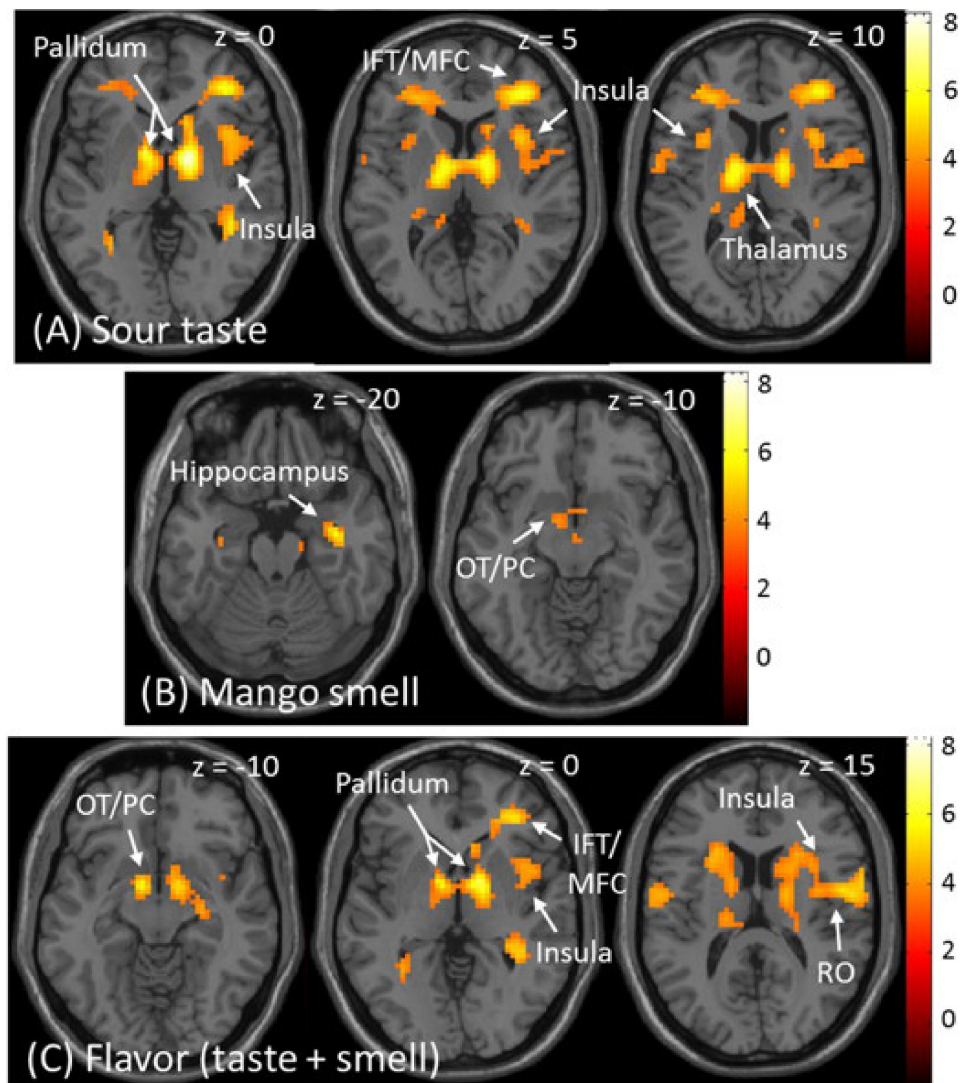 Pallidum
z = 0
Insula
IFT/MFC
z = 5
Insula
z = 10
Thalamus
8
6
4
2
0
(A) Sour taste
z = -20
Hippocampus
z = -10
OT/PC
8
6
4
2
0
(B) Mango smell
z = -10
OT/PC
Pallidum
z = 0
IFT/
MFC
Insula
z = 15
Insula
RO
8
6
4
2
0
(C) Flavor (taste + smell)